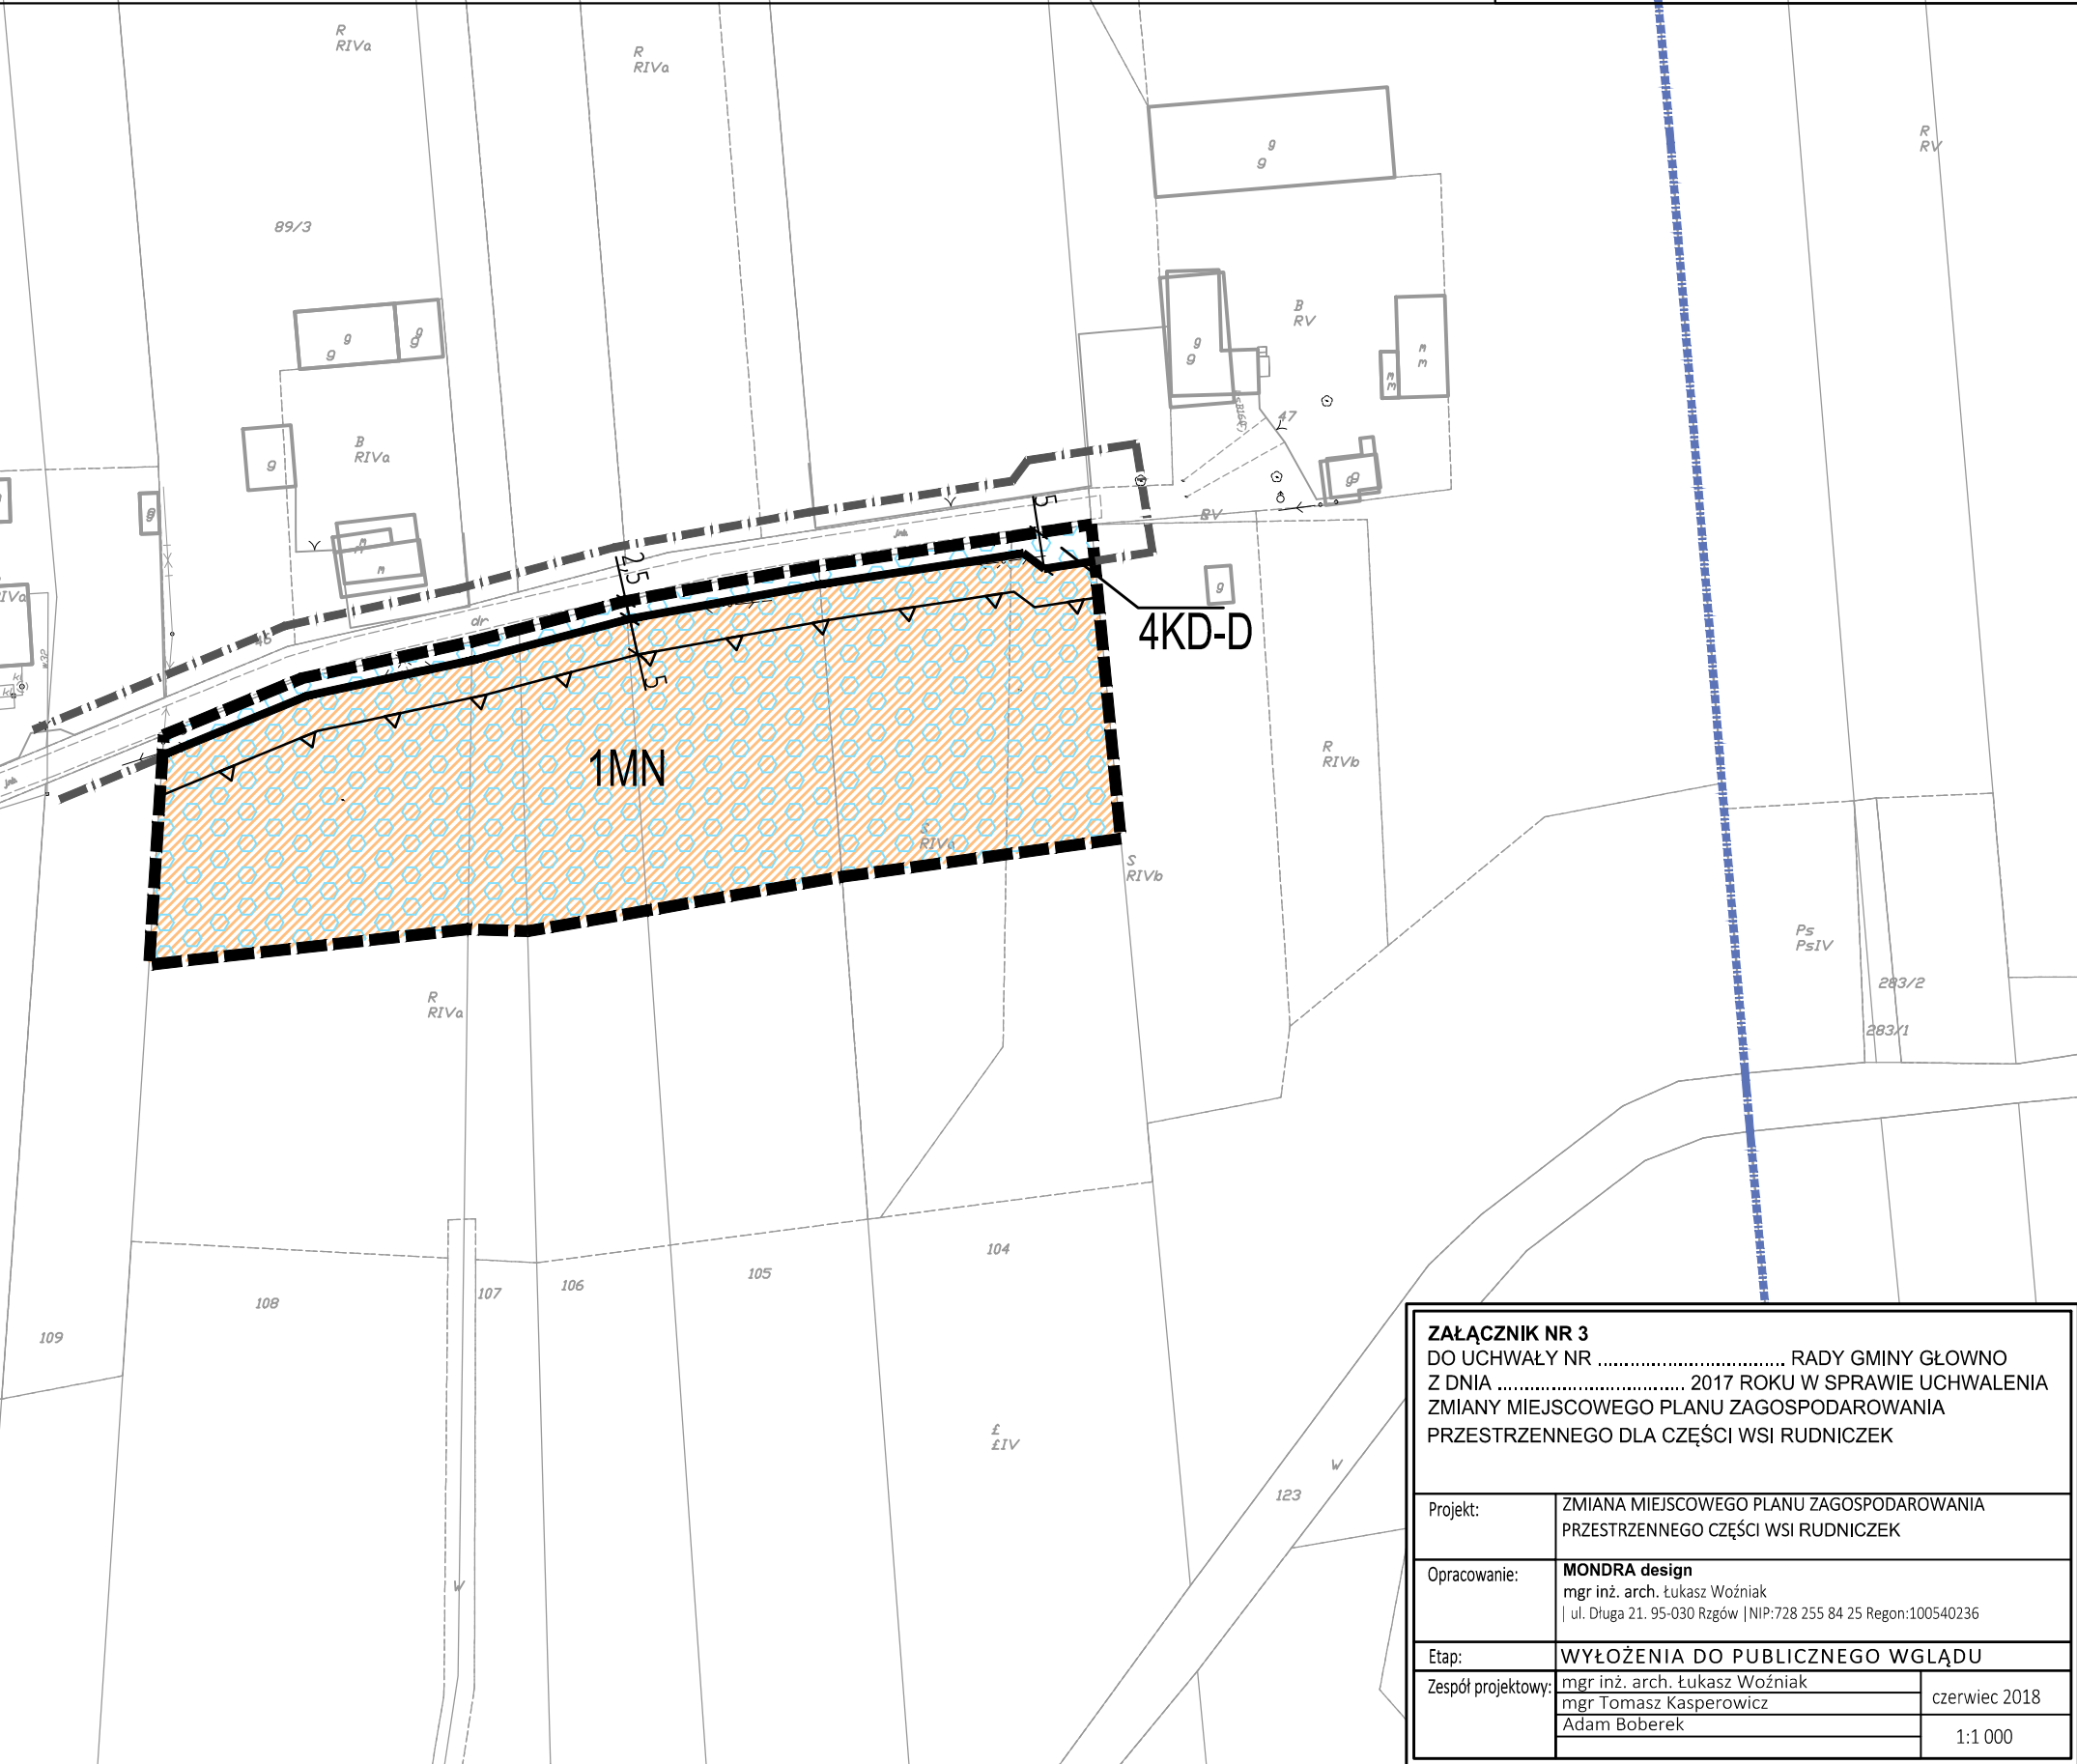 R
RIVa
R
RIVa
g
g
R
RV
89/3
B
RV
g
g
g
g
g
g
m
m
m
m
47
B
RIVa
g
g
g
g
m
m
BV
g
5
2,5
5
dr
46
w32
4KD-D
1MN
R
RIVb
S
RIVa
S
RIVb
R
RIVa
Ps
PsIV
283/2
283/1
104
105
106
107
108
109
£
£IV
W
123
W
ZAŁĄCZNIK NR 3
DO UCHWAŁY NR .................................. RADY GMINY GŁOWNO
Z DNIA .................................. 2017 ROKU W SPRAWIE UCHWALENIA
ZMIANY MIEJSCOWEGO PLANU ZAGOSPODAROWANIA
PRZESTRZENNEGO DLA CZĘŚCI WSI RUDNICZEK
Projekt:
ZMIANA MIEJSCOWEGO PLANU ZAGOSPODAROWANIA
PRZESTRZENNEGO CZĘŚCI WSI RUDNICZEK
Opracowanie:
MONDRA design
mgr inż. arch. Łukasz Woźniak
| ul. Długa 21. 95-030 Rzgów |NIP:728 255 84 25 Regon:100540236
Etap:
WYŁOŻENIA DO PUBLICZNEGO WGLĄDU
Zespół projektowy:
mgr inż. arch. Łukasz Woźniak
mgr Tomasz Kasperowicz
Adam Boberek
czerwiec 2018
1:1 000